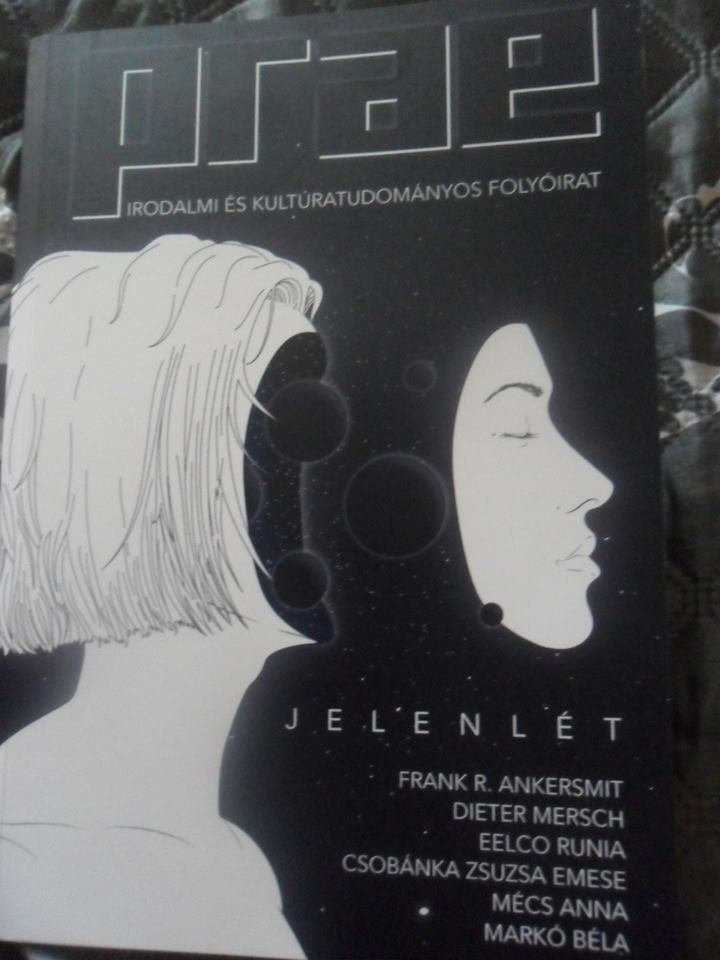 prae
IRODALMI ÉS KULTÚRATUDOMÁNYOS FOLYÓIRAT
JELENLÉT
FRANK R. ANKERSMIT
DIETER MERSCH
EELCO RUNIA
CSOBÁNKA ZSUZSA EMESE
MÉCS ANNA
MARKÓ BÉLA